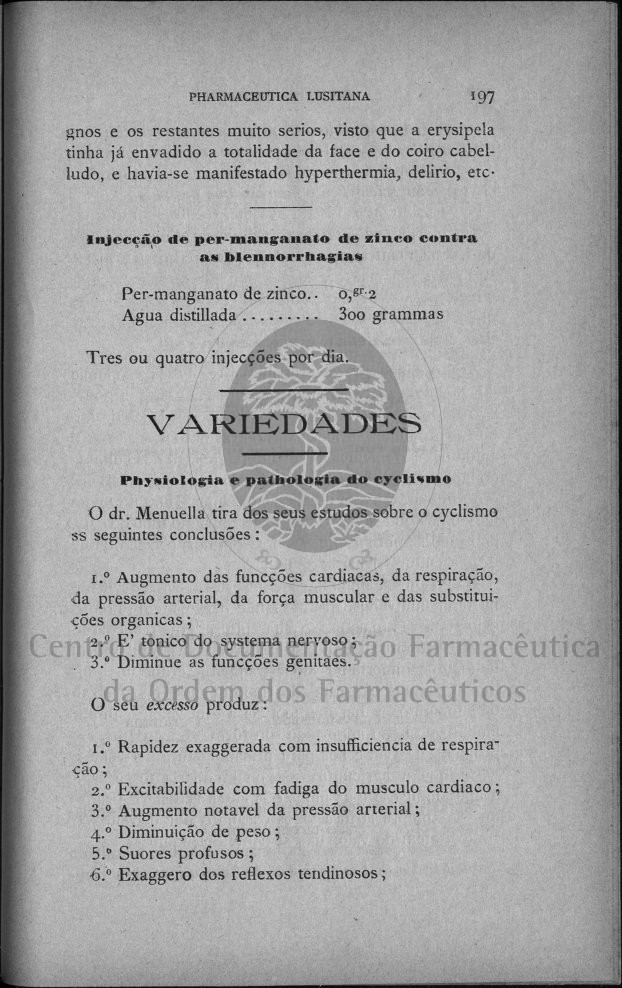 PHARMACEUTICA LUSITANA 197
gnos e os restantes muito serios, visto que a erysipela
tinha já envadido a totalidade da face e do coiro cabel-
ludo, e havia-se manifestado hyperthermia, delirio, etc.
Injecção de per-manganato de zinco contra
as blennorrhagias
Per-manganato de zinco.. 0,gr.2
Agua distillada ......... 300 grammas
Tres ou quatro injecções por dia.
VARIEDADES
Physiologia e pathologia do cyclismo
O dr. Menuella tira dos seus estudos sobre o cyclismo
ss seguintes conclusões :
1.º Augmento das funcções cardiacas, da respiração,
da pressão arterial, da força muscular e das substitui-
ções organicas ;
2.º E' tonico do systema nervoso ;
3.º Diminue as funcções genitaes.
Centro de Documentação Farmacêutica
da Ordem dos Farmacêuticos
O seu excesso produz :
1.º Rapidez exaggerada com insufficiencia de respira-
ção ;
2.º Excitabilidade com fadiga do musculo cardiaco ;
3.º Augmento notavel da pressão arterial ;
4.º Diminuição de peso ;
5.º Suores profusos ;
6.º Exaggero dos reflexos tendinosos ;